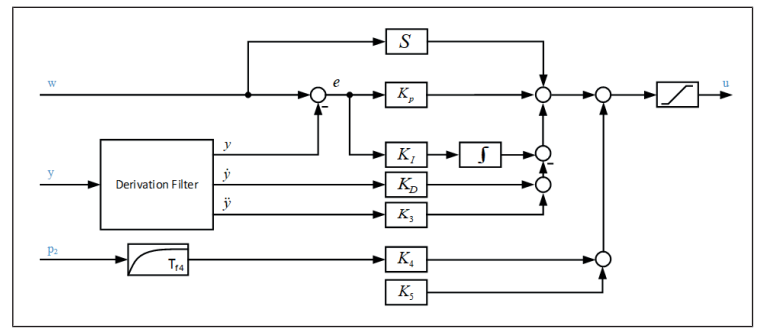 S
w
e
K_p
u
y
K_I
∫
y
Derivation Filter
ẏ
K_D
ÿ
K_3
p_2
T_f4
K_4
K_5